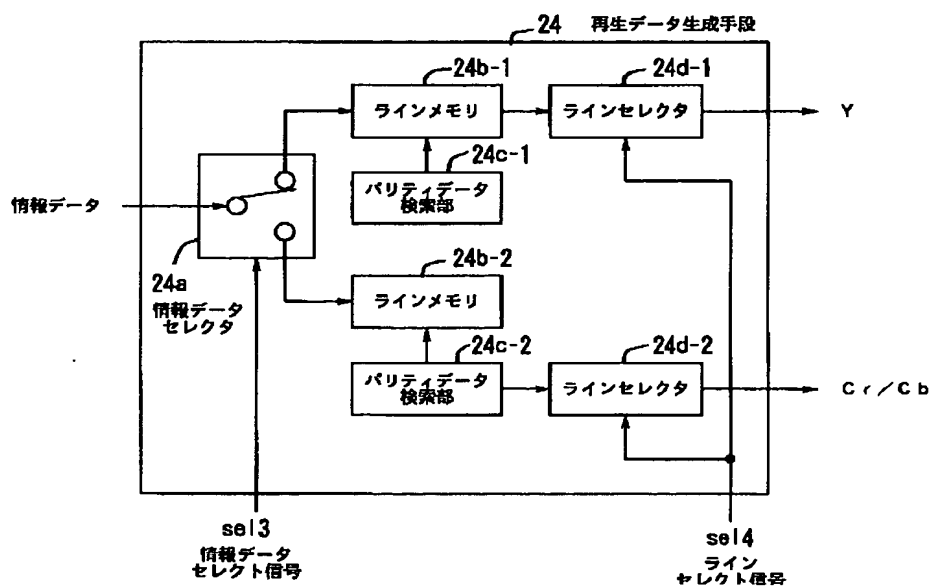 24 再生データ生成手段
24b-1
24d-1
ラインメモリ
ラインセレクタ
Y
24c-1
パリティデータ
検索部
情報データ
24b-2
24a
情報データ
セレクタ
ラインメモリ
24c-2
24d-2
パリティデータ
検索部
ラインセレクタ
Cr/Cb
sel3
情報データ
セレクト信号
sel4
ライン
セレクト信号